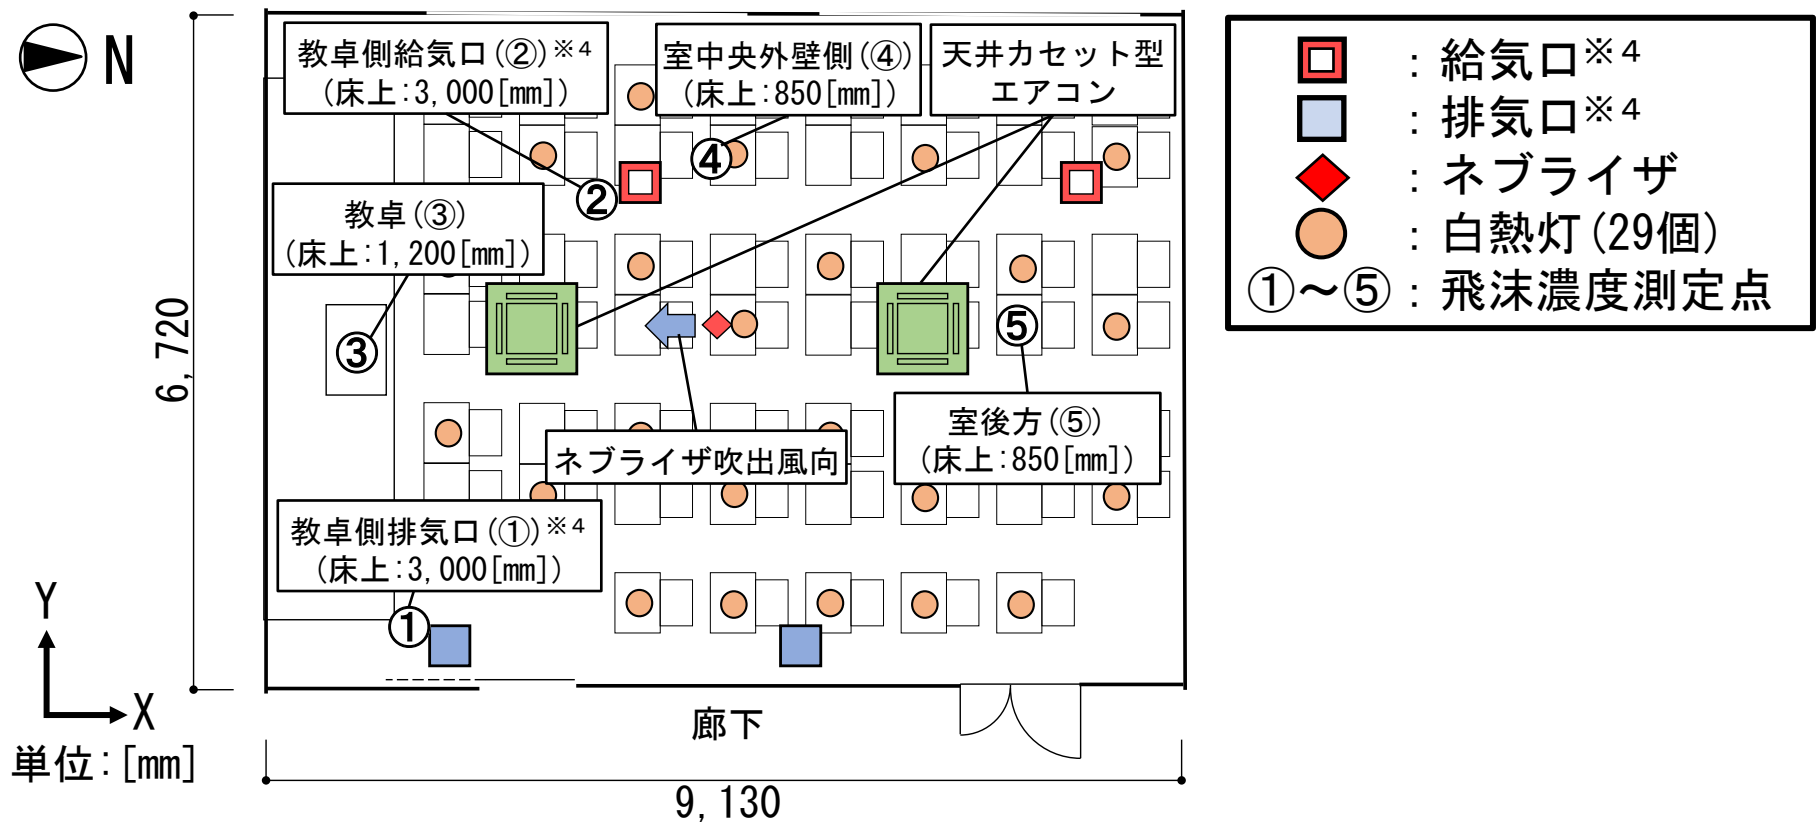 N
教卓側給気口(②)※4
(床上:3,000[mm])
室中央外壁側(④)
(床上:850[mm])
天井カセット型
エアコン
④
②
教卓(③)
(床上:1,200[mm])
③
⑤
6,720
室後方(⑤)
(床上:850[mm])
ネブライザ吹出風向
教卓側排気口(①)※4
(床上:3,000[mm])
①
Y
X
単位:[mm]
廊下
9,130
:給気口※4
:排気口※4
:ネブライザ
:白熱灯(29個)
①～⑤:飛沫濃度測定点